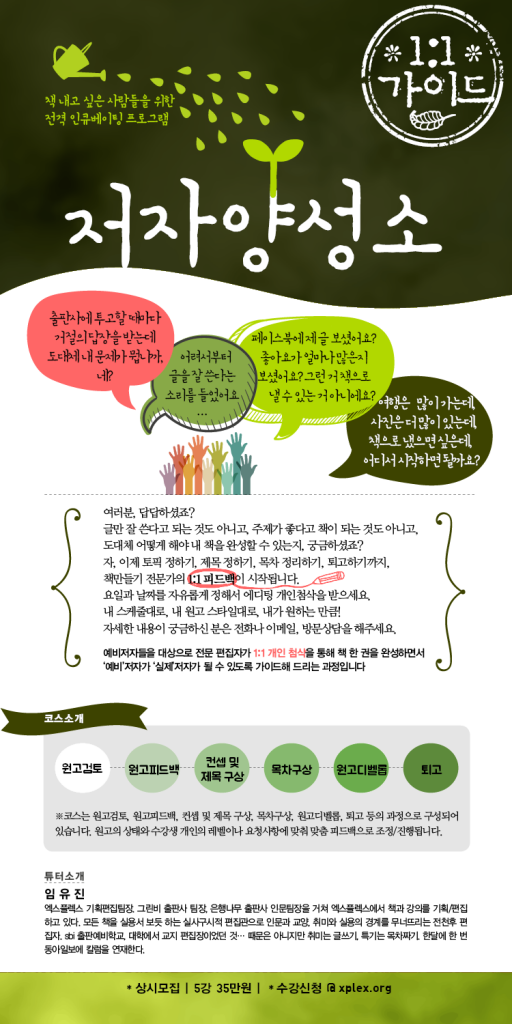 1:1
가이드
책 내고 싶은 사람들을 위한
전격 인큐베이팅 프로그램
저자양성소
출판사에 투고할 때마다
거절의 답장을 받는데
도대체 내 문제가 뭡니까,
네?
어려서부터
글을 잘 쓴다는
소리를 들었어요
...
페이스북에 제 글 보셨어요?
좋아요가 얼마나 많은지
보셨어요? 그런 거 책으로
낼 수 있는 거 아니에요?
여행은 많이 가는데,
사진은 더 많이 있는데,
책으로 냈으면 싶은데,
어디서 시작하면 될까요?
여러분, 답답하셨죠?
글만 잘 쓴다고 되는 것도 아니고, 주제가 좋다고 책이 되는 것도 아니고,
도대체 어떻게 해야 내 책을 완성할 수 있는지, 궁금하셨죠?
자, 이제 토픽 정하기, 제목 정하기, 목차 정리하기, 퇴고하기까지,
책만들기 전문가의 1:1 피드백이 시작됩니다.
요일과 날짜를 자유롭게 정해서 에디팅 개인첨삭을 받으세요.
내 스케줄대로, 내 원고 스타일대로, 내가 원하는 만큼!
자세한 내용이 궁금하신 분은 전화나 이메일, 방문상담을 해주세요.
예비저자들을 대상으로 전문 편집자가 1:1 개인 첨삭을 통해 책 한 권을 완성하면서
'예비'저자가 '실제'저자가 될 수 있도록 가이드해 드리는 과정입니다
코스소개
원고검토
원고피드백
컨셉 및
제목 구상
목차구상
원고디벨롭
퇴고
※코스는 원고검토, 원고피드백, 컨셉 및 제목 구상, 목차구상, 원고디벨롭, 퇴고 등의 과정으로 구성되어
있습니다. 원고의 상태와 수강생 개인의 레벨이나 요청사항에 맞춰 맞춤 피드백으로 조정/진행됩니다.
튜터소개
임유진
엑스플렉스 기획편집팀장. 그린비 출판사 팀장, 은행나무 출판사 인문팀장을 거쳐 엑스플렉스에서 책과 강의를 기획/편집
하고 있다. 모든 책을 실용서 보듯 하는 실사구시적 편집관으로 인문과 교양, 취미와 실용의 경계를 무너뜨리는 전천후 편
집자. sbi 출판예비학교, 대학에서 교지 편집장이었던 것… 때문은 아니지만 취미는 글쓰기, 특기는 목차짜기. 한달에 한 번
동아일보에 칼럼을 연재한다.
* 상시모집 | 5강 35만원 | * 수강신청 @ xplex.org